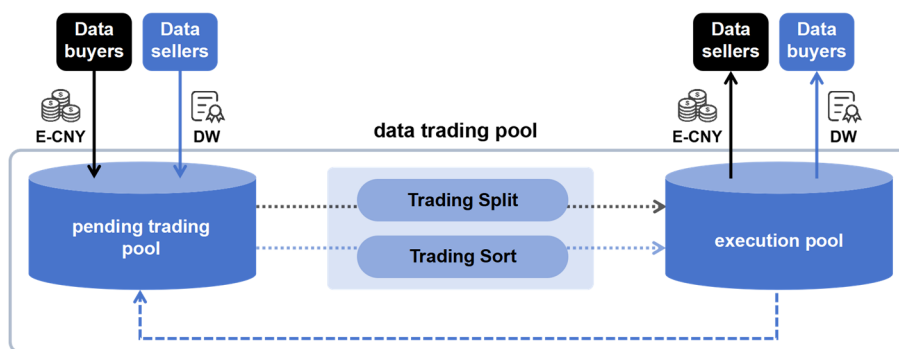 Data
buyers
Data
sellers
Data
sellers
Data
buyers
E-CNY
DW
E-CNY
DW
data trading pool
pending trading
pool
Trading Split
Trading Sort
execution pool